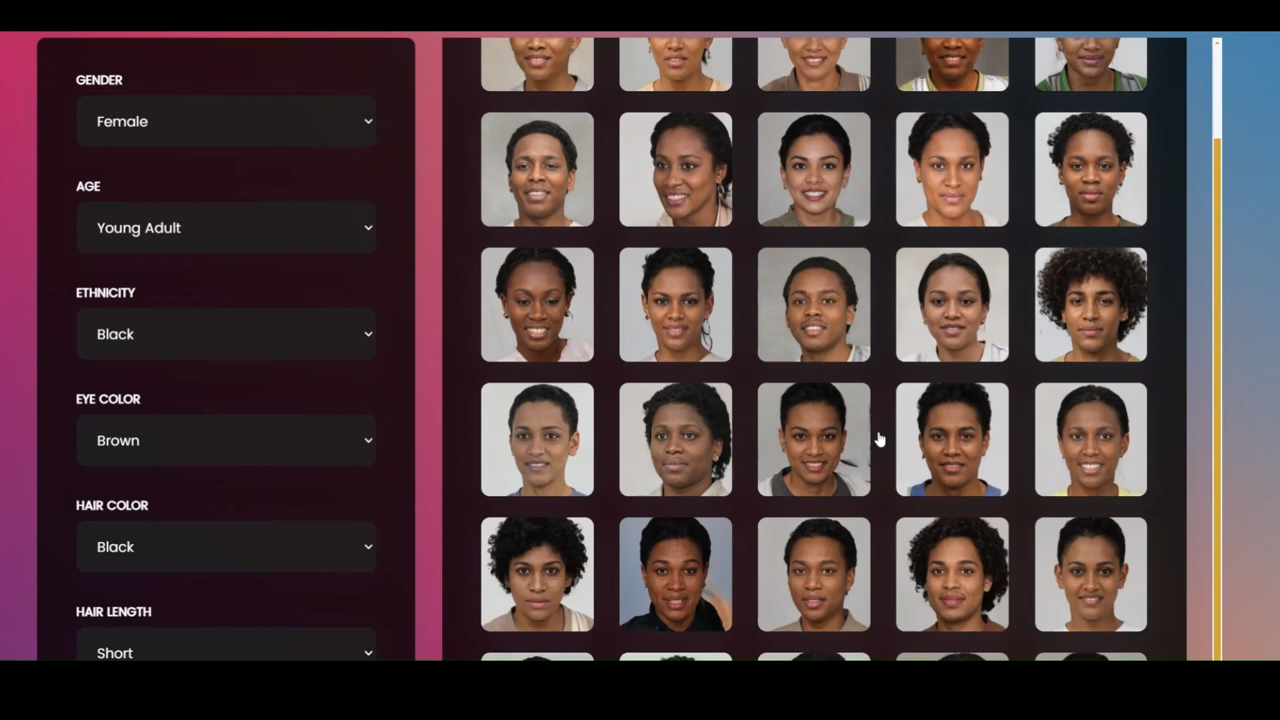 GENDER
Female
AGE
Young Adult
ETHNICITY
Black
EYE COLOR
Brown
HAIR COLOR
Black
HAIR LENGTH
Short